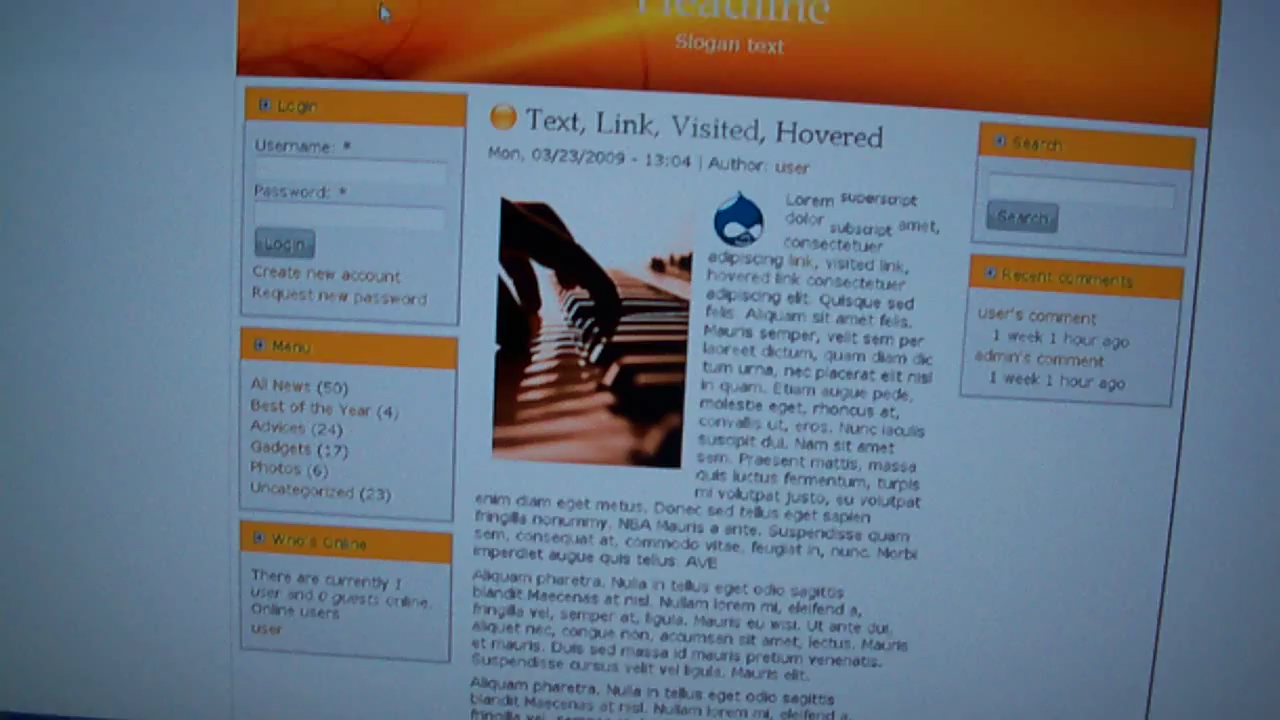 Headline
Slogan text
Login
Username: *
Password: *
Login
Create new account
Request new password
Menu
All News (50)
Best of the Year (4)
Advices (24)
Gadgets (17)
Photos (6)
Uncategorized (23)
Who's Online
There are currently 1
user and 0 guests online.
Online users
user
Text, Link, Visited, Hovered
Mon, 03/23/2009 - 13:04 | Author: user
Lorem superscript
dolor subscript amet,
consectetuer
adipiscing link, visited link,
hovered link consectetuer
adipiscing elit. Quisque sed
felis. Aliquam sit amet felis.
Mauris semper, velit sem per
laoreet dictum, quam diam dic
tum urna, nec placerat elit nisl
in quam. Etiam augue pede,
molestie eget, rhoncus at,
convallis ut, eros. Nunc iaculis
suscipit dui. Nam sit amet
sem. Praesent mattis, massa
quis luctus fermentum, turpis
mi volutpat justo, eu volutpat
enim diam eget metus. Donec sed tellus eget sapien
fringilla nonummy. NBA Mauris a ante. Suspendisse quam
sem, consequat at, commodo vitae, feugiat in, nunc. Morbi
imperdiet augue quis tellus. AVE
Aliquam pharetra. Nulla in tellus eget odio sagittis
blandit. Maecenas at nisl. Nullam lorem mi, eleifend a,
fringilla vel, semper at, ligula. Mauris eu wisi. Ut ante dui,
aliquet nec, congue non, accumsan sit amet, lectus. Mauris
et mauris. Duis sed massa id mauris pretium venenatis.
Suspendisse cursus velit vel ligula. Mauris elit.
Aliquam pharetra. Nulla in tellus eget odio sagittis
blandit. Maecenas at nisl. Nullam lorem mi, eleifend a,
fringilla vel, semper
Search
Search
Recent comments
user's comment
1 week 1 hour ago
admin's comment
1 week 1 hour ago